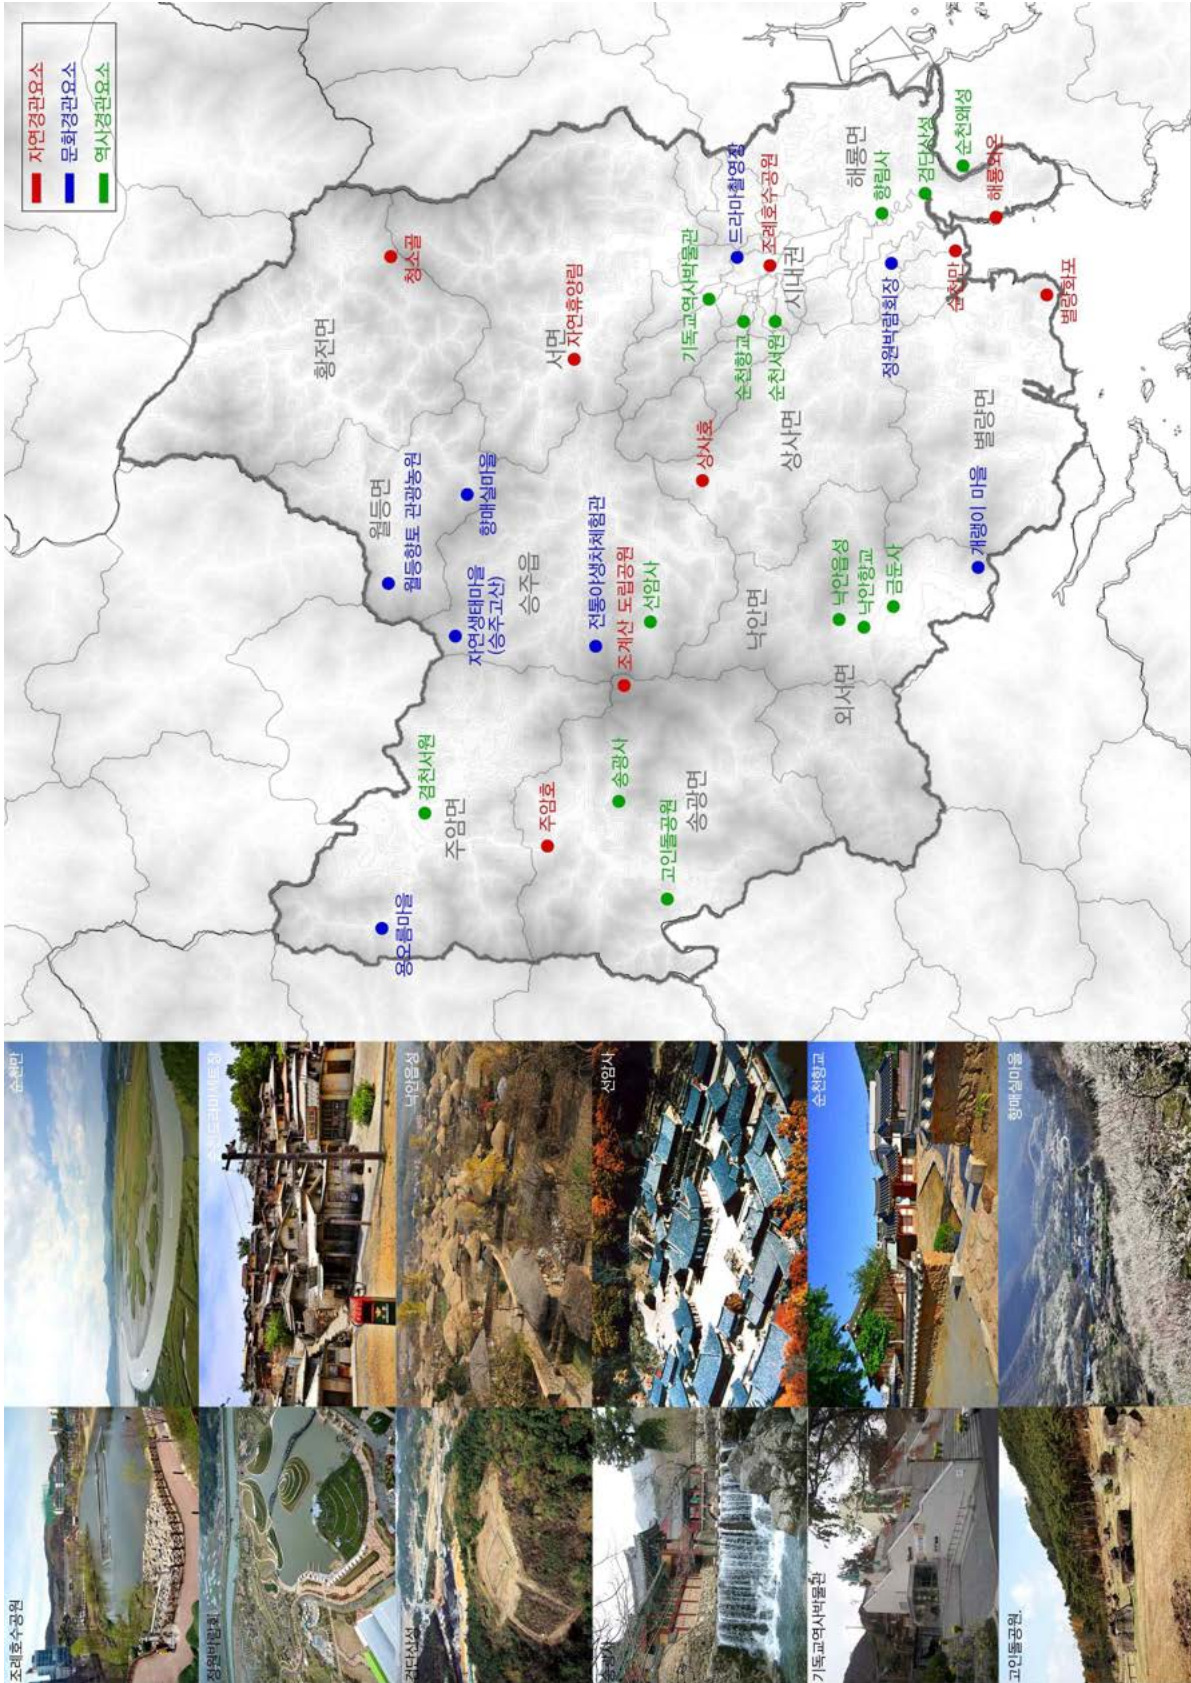 자연경관요소
문화경관요소
역사경관요소
황전면
청소골
월등면
월등향토 관광농원
향매실마을
자연생태마을
(승주고산)
승주읍
서면
자연휴양림
전통야생차체험관
조계산 도립공원
선암사
기독교역사박물관
드라마촬영장
조례호수공원
시내권
순천향교
순천서원
상사호
상사면
해룡면
향림사
검단산성
순천왜성
해룡와온
정원박람회장
순천만
별량화포
별량면
개랭이 마을
낙안면
낙안읍성
낙안향교
금둔사
외서면
겸천서원
주암면
주암호
용오름마을
송광사
고인돌공원
송광면
순천만
낙안읍성
선암사
순천향교
향매실마을
조례호수공원
정원박람회
검단산성
송광사
기독교역사박물관
고인돌공원.